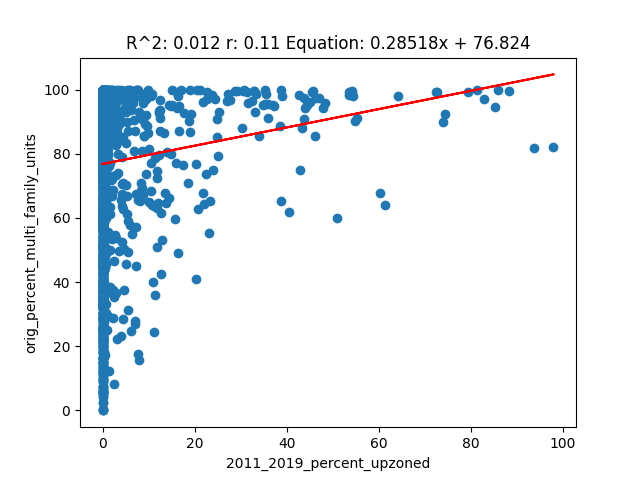 R^2: 0.012 r: 0.11 Equation: 0.28518x + 76.824
orig_percent_multi_family_units
100
80
60
40
20
0
0 20 40 60 80 100
2011_2019_percent_upzoned